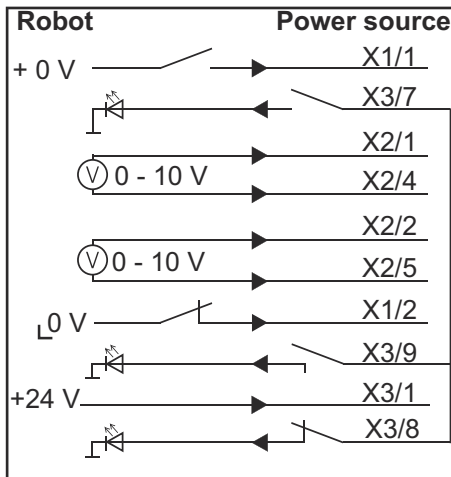 Robot Power source
+ 0 V X1/1
X3/7
X2/1
V 0 - 10 V
X2/4
X2/2
V 0 - 10 V
X2/5
0 V X1/2
X3/9
+24 V X3/1
X3/8